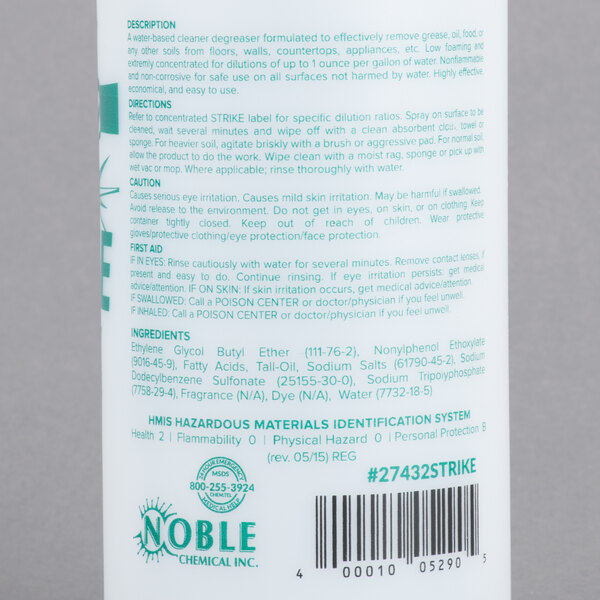 DESCRIPTION
A water-based cleaner degreaser formulated to effectively remove grease, oil, food, or
any other soils from floors, walls, countertops, appliances, etc. Low foaming and
extremely concentrated for dilutions of up to 1 ounce per gallon of water. Nonflammable
and non-corrosive for safe use on all surfaces not harmed by water. Highly effective,
economical, and easy to use.
DIRECTIONS
Refer to concentrated STRIKE label for specific dilution ratios. Spray on surface to be
cleaned, wait several minutes and wipe off with a clean absorbent cloth, towel or
sponge. For heavier soil, agitate briskly with a brush or aggressive pad. For normal soil,
allow the product to do the work. Wipe clean with a moist rag, sponge or pick up with
wet vac or mop. Where applicable; rinse thoroughly with water.
CAUTION
Causes serious eye irritation. Causes mild skin irritation. May be harmful if swallowed.
Avoid release to the environment. Do not get in eyes, on skin, or on clothing. Keep
container tightly closed. Keep out of reach of children. Wear protective
gloves/protective clothing/eye protection/face protection.
FIRST AID
IF IN EYES: Rinse cautiously with water for several minutes. Remove contact lenses, if
present and easy to do. Continue rinsing. If eye irritation persists: get medical
advice/attention. IF ON SKIN: If skin irritation occurs, get medical advice/attention.
IF SWALLOWED: Call a POISON CENTER or doctor/physician if you feel unwell.
IF INHALED: Call a POISON CENTER or doctor/physician if you feel unwell.
INGREDIENTS
Ethylene Glycol Butyl Ether (111-76-2), Nonylphenol Ethoxylate
(9016-45-9), Fatty Acids, Tall-Oil, Sodium Salts (61790-45-2), Sodium
Dodecylbenzene Sulfonate (25155-30-0), Sodium Tripolyphosphate
(7758-29-4), Fragrance (N/A), Dye (N/A), Water (7732-18-5)
HMIS HAZARDOUS MATERIALS IDENTIFICATION SYSTEM
Health 2 | Flammability 0 | Physical Hazard 0 | Personal Protection B
(rev. 05/15) REG
#27432STRIKE
24 HOUR EMERGENCY
MSDS
800-255-3924
CHEM.TEL
MEDICAL HELP
NOBLE
CHEMICAL INC.
4 00010 05290 5